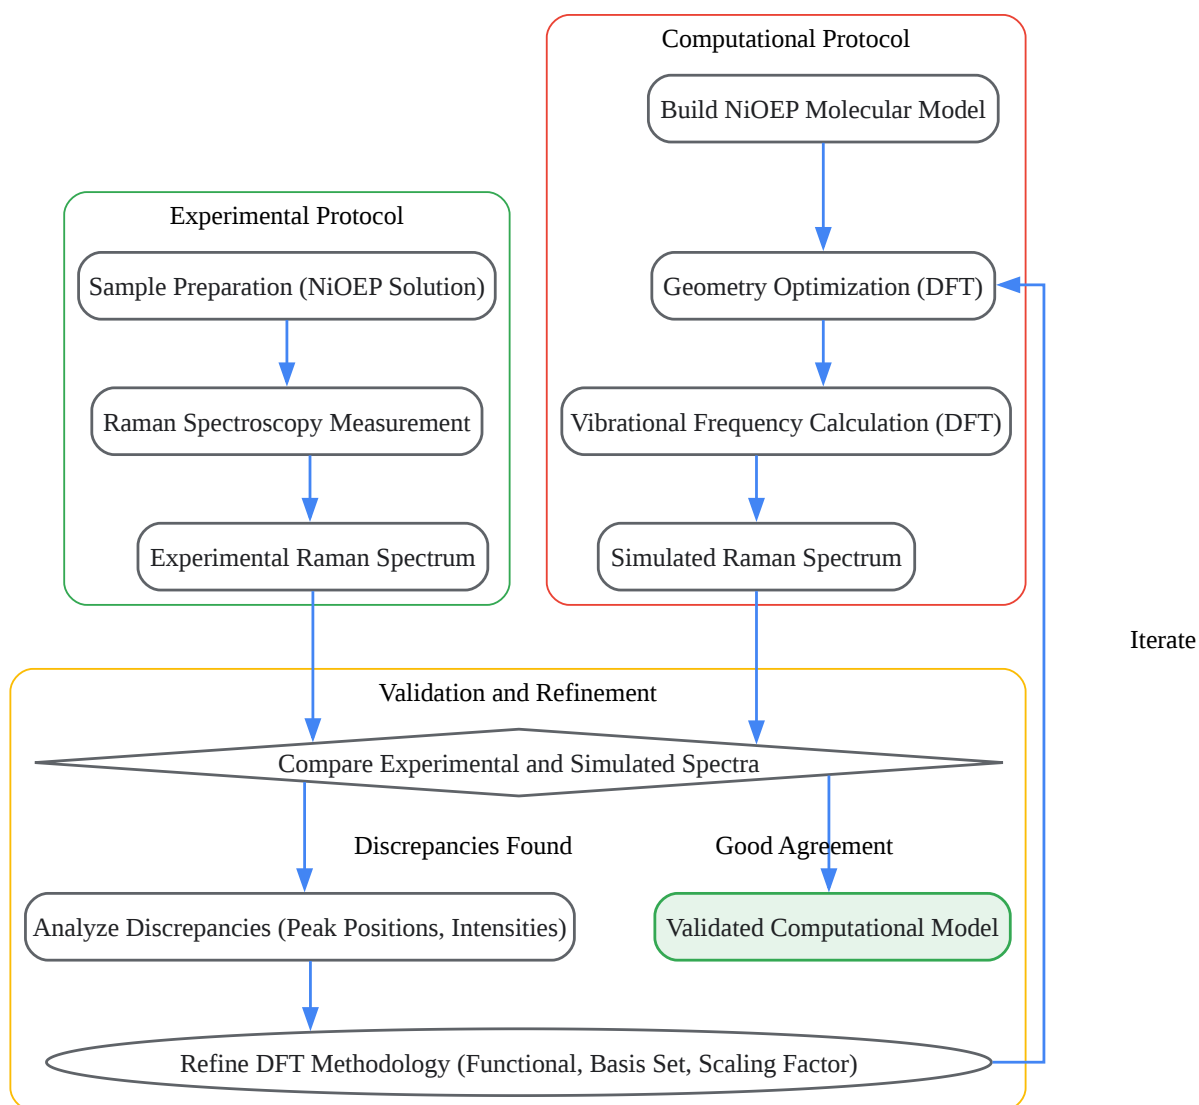 Computational Protocol
Build NiOEP Molecular Model
Experimental Protocol
Sample Preparation (NiOEP Solution)
Geometry Optimization (DFT)
Raman Spectroscopy Measurement
Vibrational Frequency Calculation (DFT)
Experimental Raman Spectrum
Simulated Raman Spectrum
Iterate
Validation and Refinement
Compare Experimental and Simulated Spectra
Discrepancies Found
Good Agreement
Analyze Discrepancies (Peak Positions, Intensities)
Validated Computational Model
Refine DFT Methodology (Functional, Basis Set, Scaling Factor)